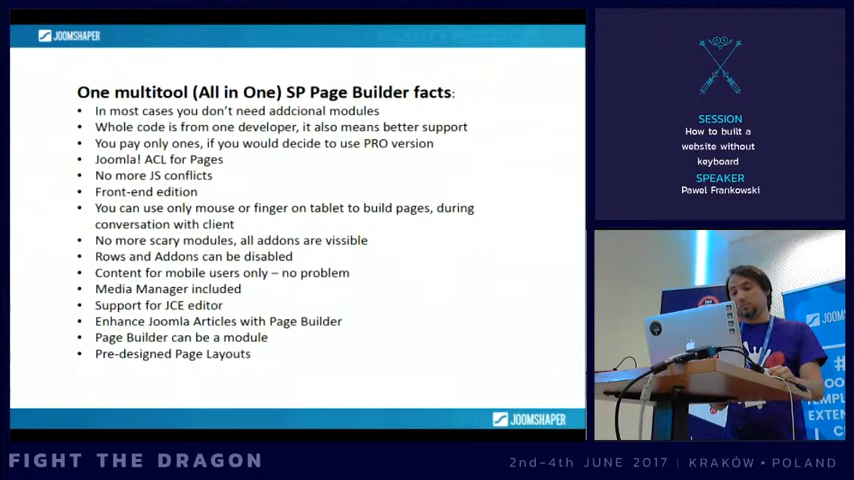 JOOMSHAPER
One multitool (All in One) SP Page Builder facts:
• In most cases you don't need addcional modules
• Whole code is from one developer, it also means better support
• You pay only ones, if you would decide to use PRO version
• Joomla! ACL for Pages
• No more JS conflicts
• Front-end edition
• You can use only mouse or finger on tablet to build pages, during
conversation with client
• No more scary modules, all addons are vissible
• Rows and Addons can be disabled
• Content for mobile users only – no problem
• Media Manager included
• Support for JCE editor
• Enhance Joomla Articles with Page Builder
• Page Builder can be a module
• Pre-designed Page Layouts
JOOMSHAPER
SESSION
How to built a
website without
keyboard
SPEAKER
Pawel Frankowski
FIGHT THE DRAGON
2nd-4th JUNE 2017 | KRAKÓW • POLAND